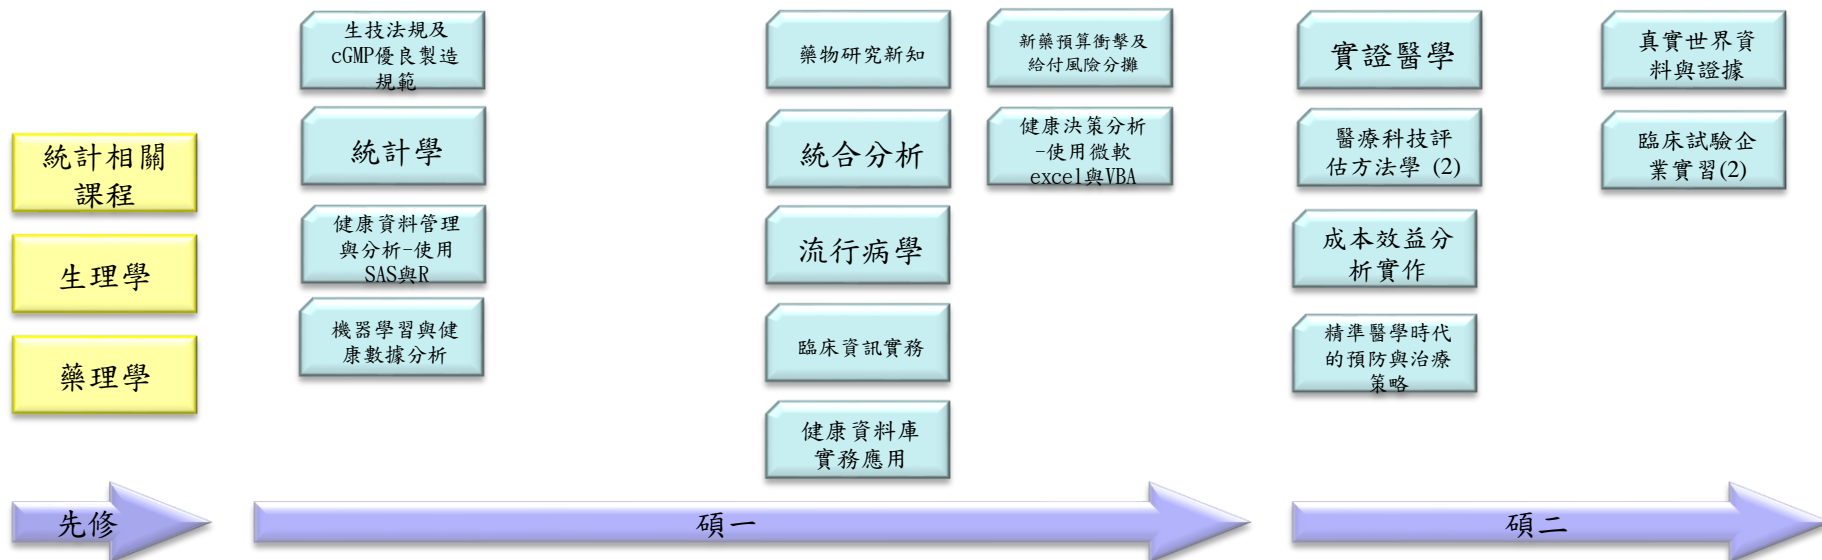 統計相關
課程
生理學
藥理學
生技法規及
cGMP優良製造
規範
統計學
健康資料管理
與分析-使用
SAS與R
機器學習與健
康數據分析
藥物研究新知
統合分析
流行病學
臨床資訊實務
健康資料庫
實務應用
新藥預算衝擊及
給付風險分攤
健康決策分析
-使用微軟
excel與VBA
實證醫學
醫療科技評
估方法學 (2)
成本效益分
析實作
精準醫學時代
的預防與治療
策略
真實世界資
料與證據
臨床試驗企
業實習(2)
先修
碩一
碩二